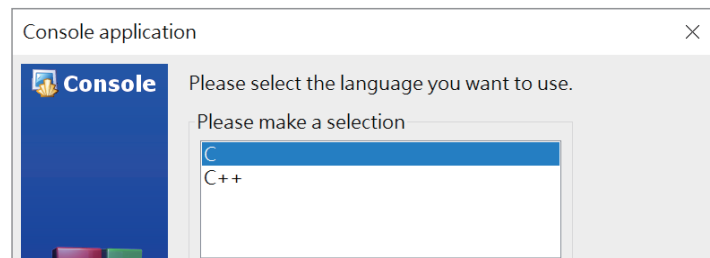 Console application
Console
Please select the language you want to use.
Please make a selection
C
C++